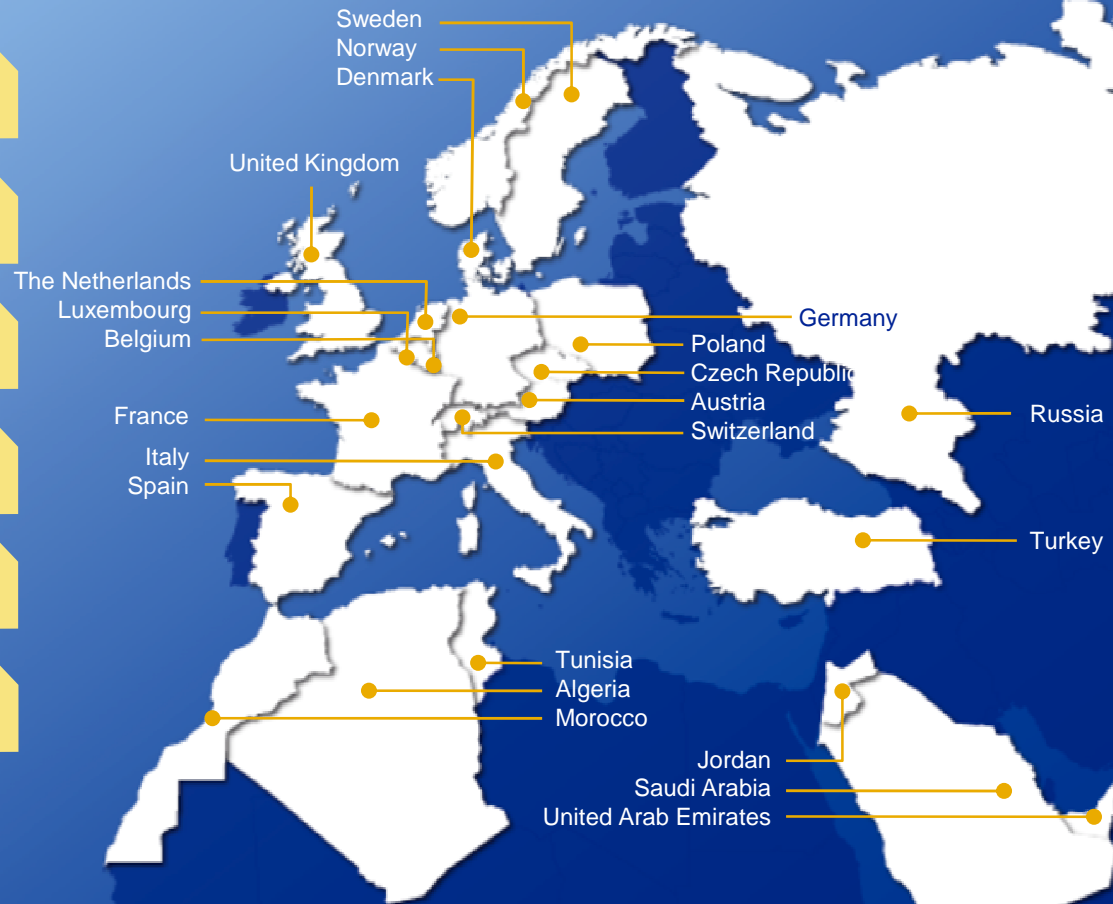 Sweden
Norway
Denmark
United Kingdom
The Netherlands
Luxembourg
Belgium
France
Italy
Spain
Germany
Poland
Czech Republic
Austria
Switzerland
Russia
Turkey
Tunisia
Algeria
Morocco
Jordan
Saudi Arabia
United Arab Emirates